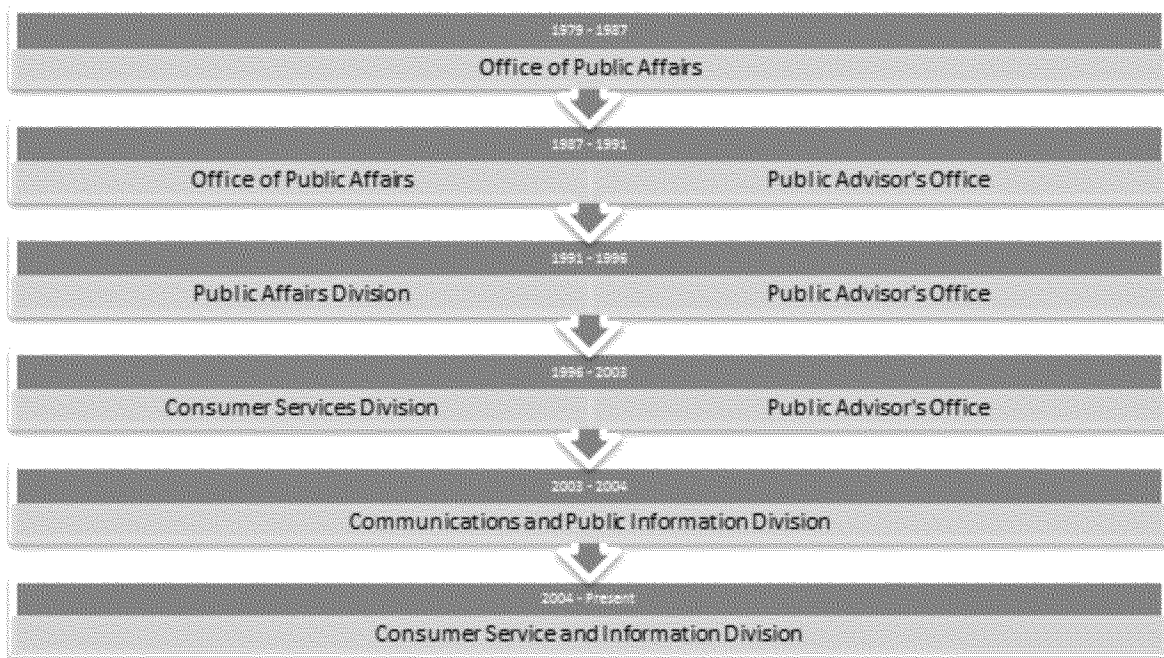 1979 - 1987
Office of Public Affairs
1987 - 1991
Office of Public Affairs Public Advisor's Office
1991 - 1996
Public Affairs Division Public Advisor's Office
1996 - 2003
Consumer Services Division Public Advisor's Office
2003 - 2004
Communications and Public Information Division
2004 - Present
Consumer Service and Information Division